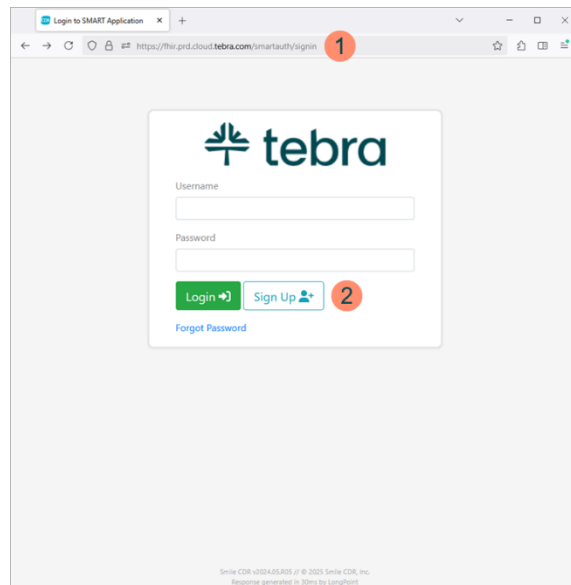 CDR Login to SMART Application
https://fhir.prd.cloud.tebra.com/smartauth/signin
1
tebra
Username
Password
Login
Sign Up
2
Forgot Password
Smile CDR v2024.05.R05 // © 2025 Smile CDR, Inc.
Response generated in 30ms by LongPoint